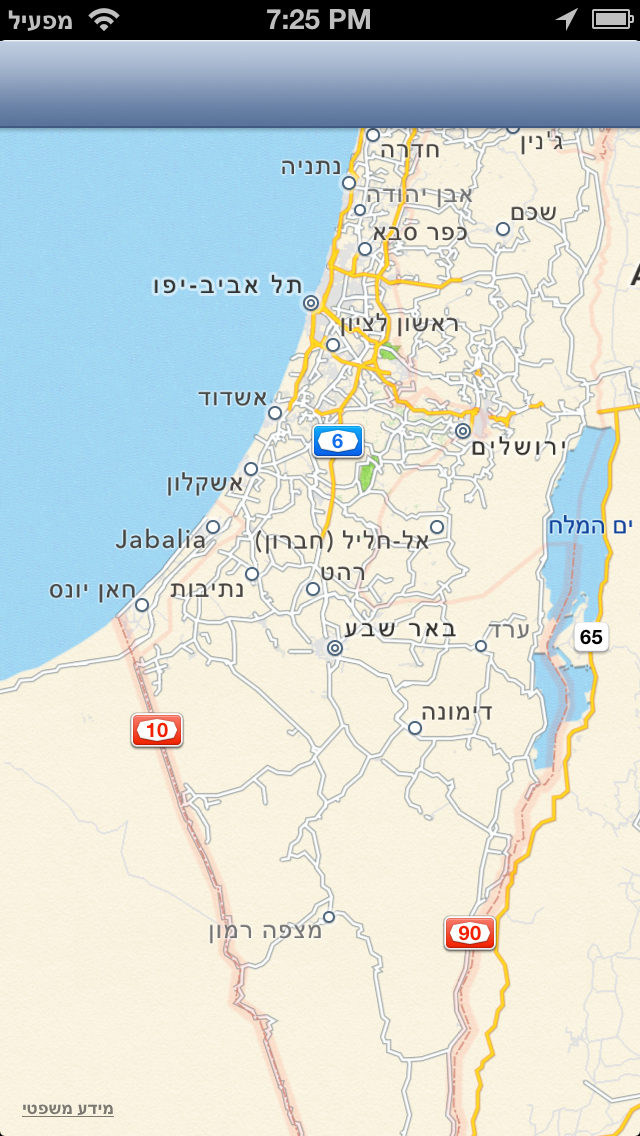 מפעיל 7:25 PM
חדרה
ג'נין
נתניה
אבן יהודה
שכם
כפר סבא
תל אביב-יפו
A
ראשון לציון
אשדוד
6
ירושלים
אשקלון
ים המלח
Jabalia
אל-חליל (חברון)
רהט
נתיבות
חאן יונס
באר שבע
ערד
65
דימונה
10
מצפה רמון
90
מידע משפטי